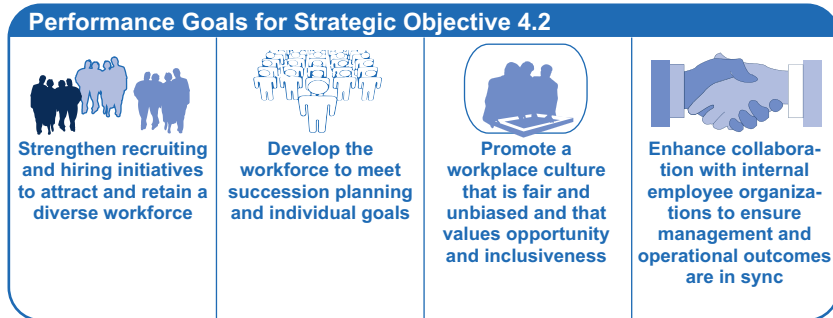 Performance Goals for Strategic Objective 4.2
Strengthen recruiting
and hiring initiatives
to attract and retain a
diverse workforce
Develop the
workforce to meet
succession planning
and individual goals
Promote a
workplace culture
that is fair and
unbiased and that
values opportunity
and inclusiveness
Enhance collabora-
tion with internal
employee organiza-
tions to ensure
management and
operational outcomes
are in sync